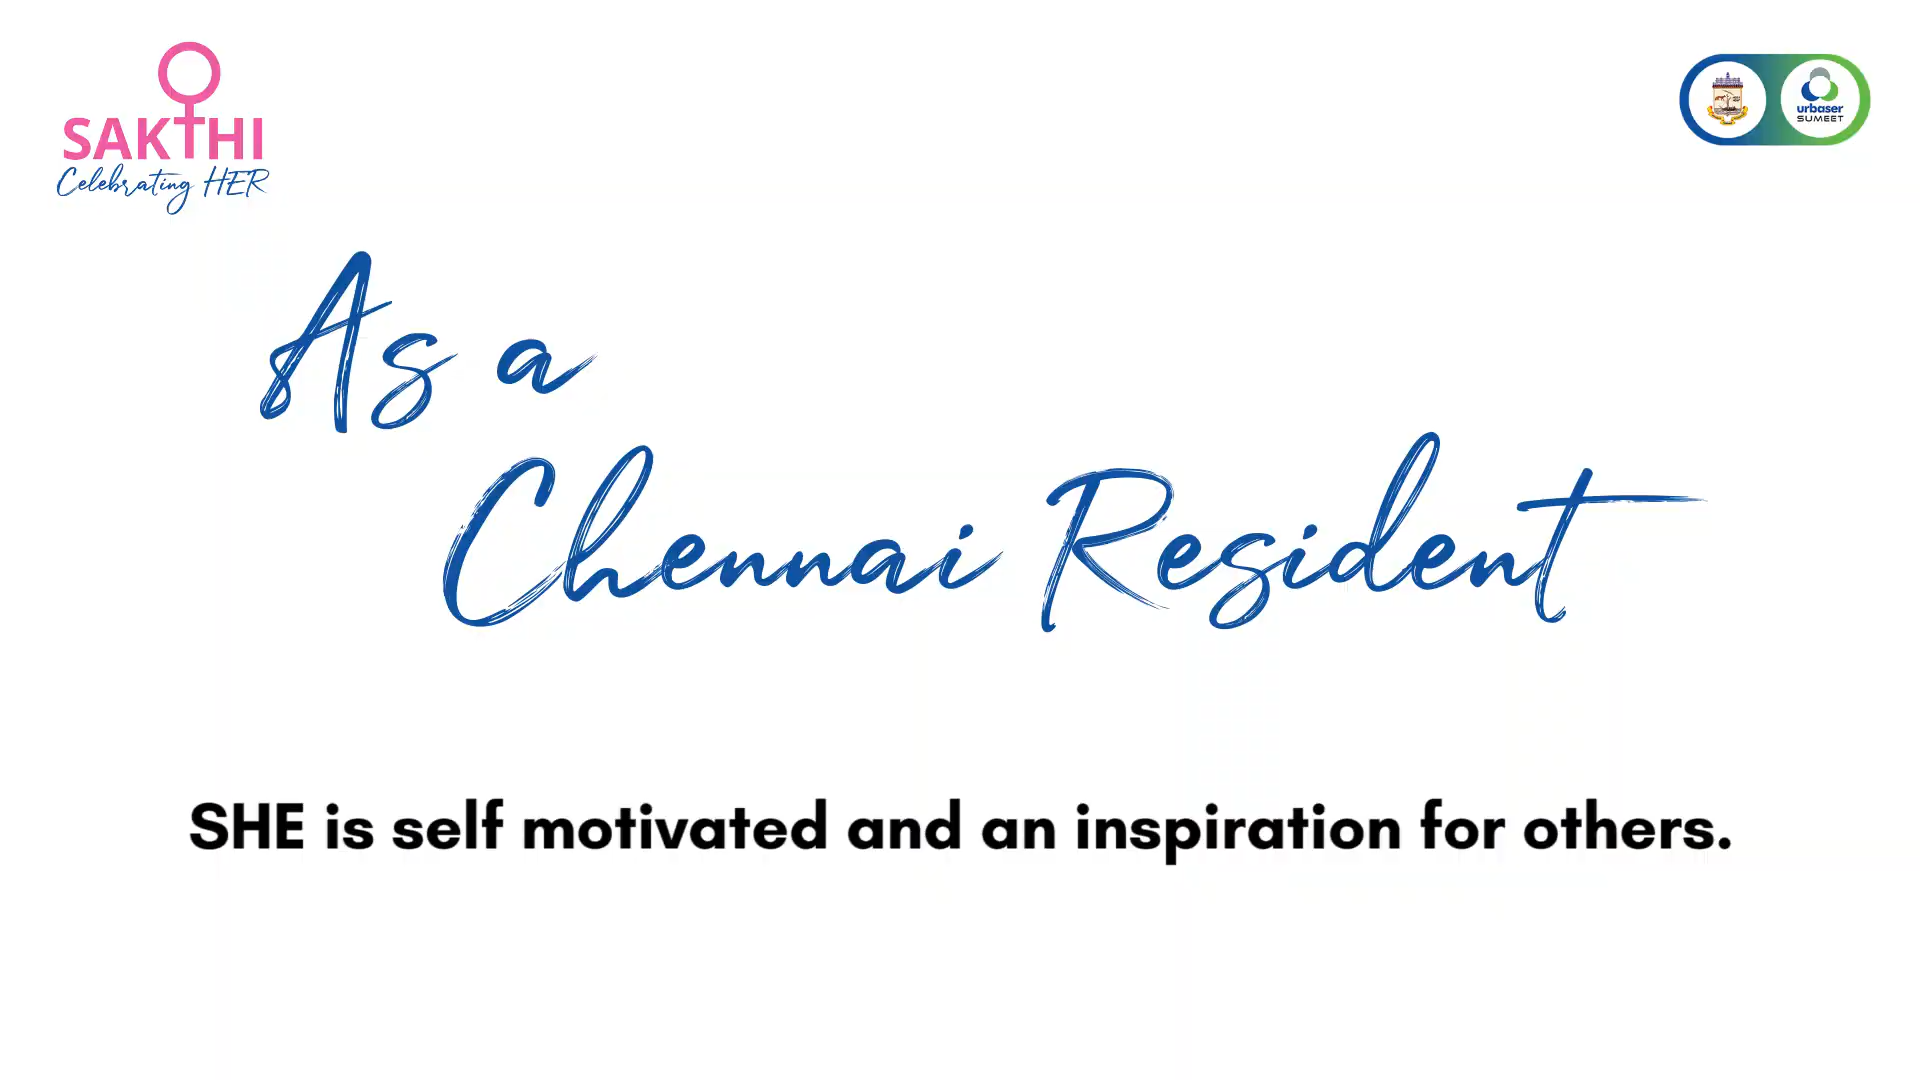 SAKTHI
Celebrating HER
urbaser
SUMEET
As a
Chennai Resident
SHE is self motivated and an inspiration for others.